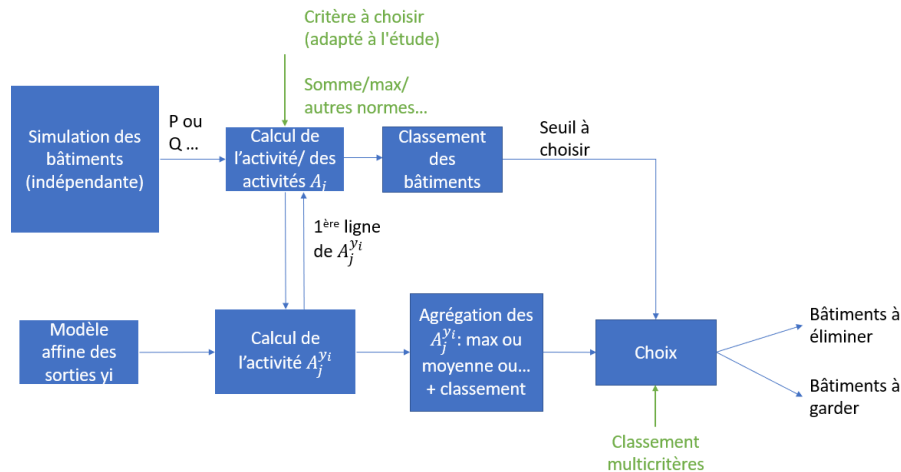 Critère à choisir
(adapté à l'étude)
Somme/max/
autres normes…
Simulation des
bâtiments
(indépendante)
P ou
Q …
Calcul de
l’activité/ des
activités A_j
Classement
des
bâtiments
Seuil à
choisir
1ère ligne
de A_j^{y_i}
Modèle
affine des
sorties yi
Calcul de
l’activité A_j^{y_i}
Agrégation des
A_j^{y_i}: max ou
moyenne ou…
+ classement
Choix
Bâtiments à
éliminer
Bâtiments à
garder
Classement
multicritères